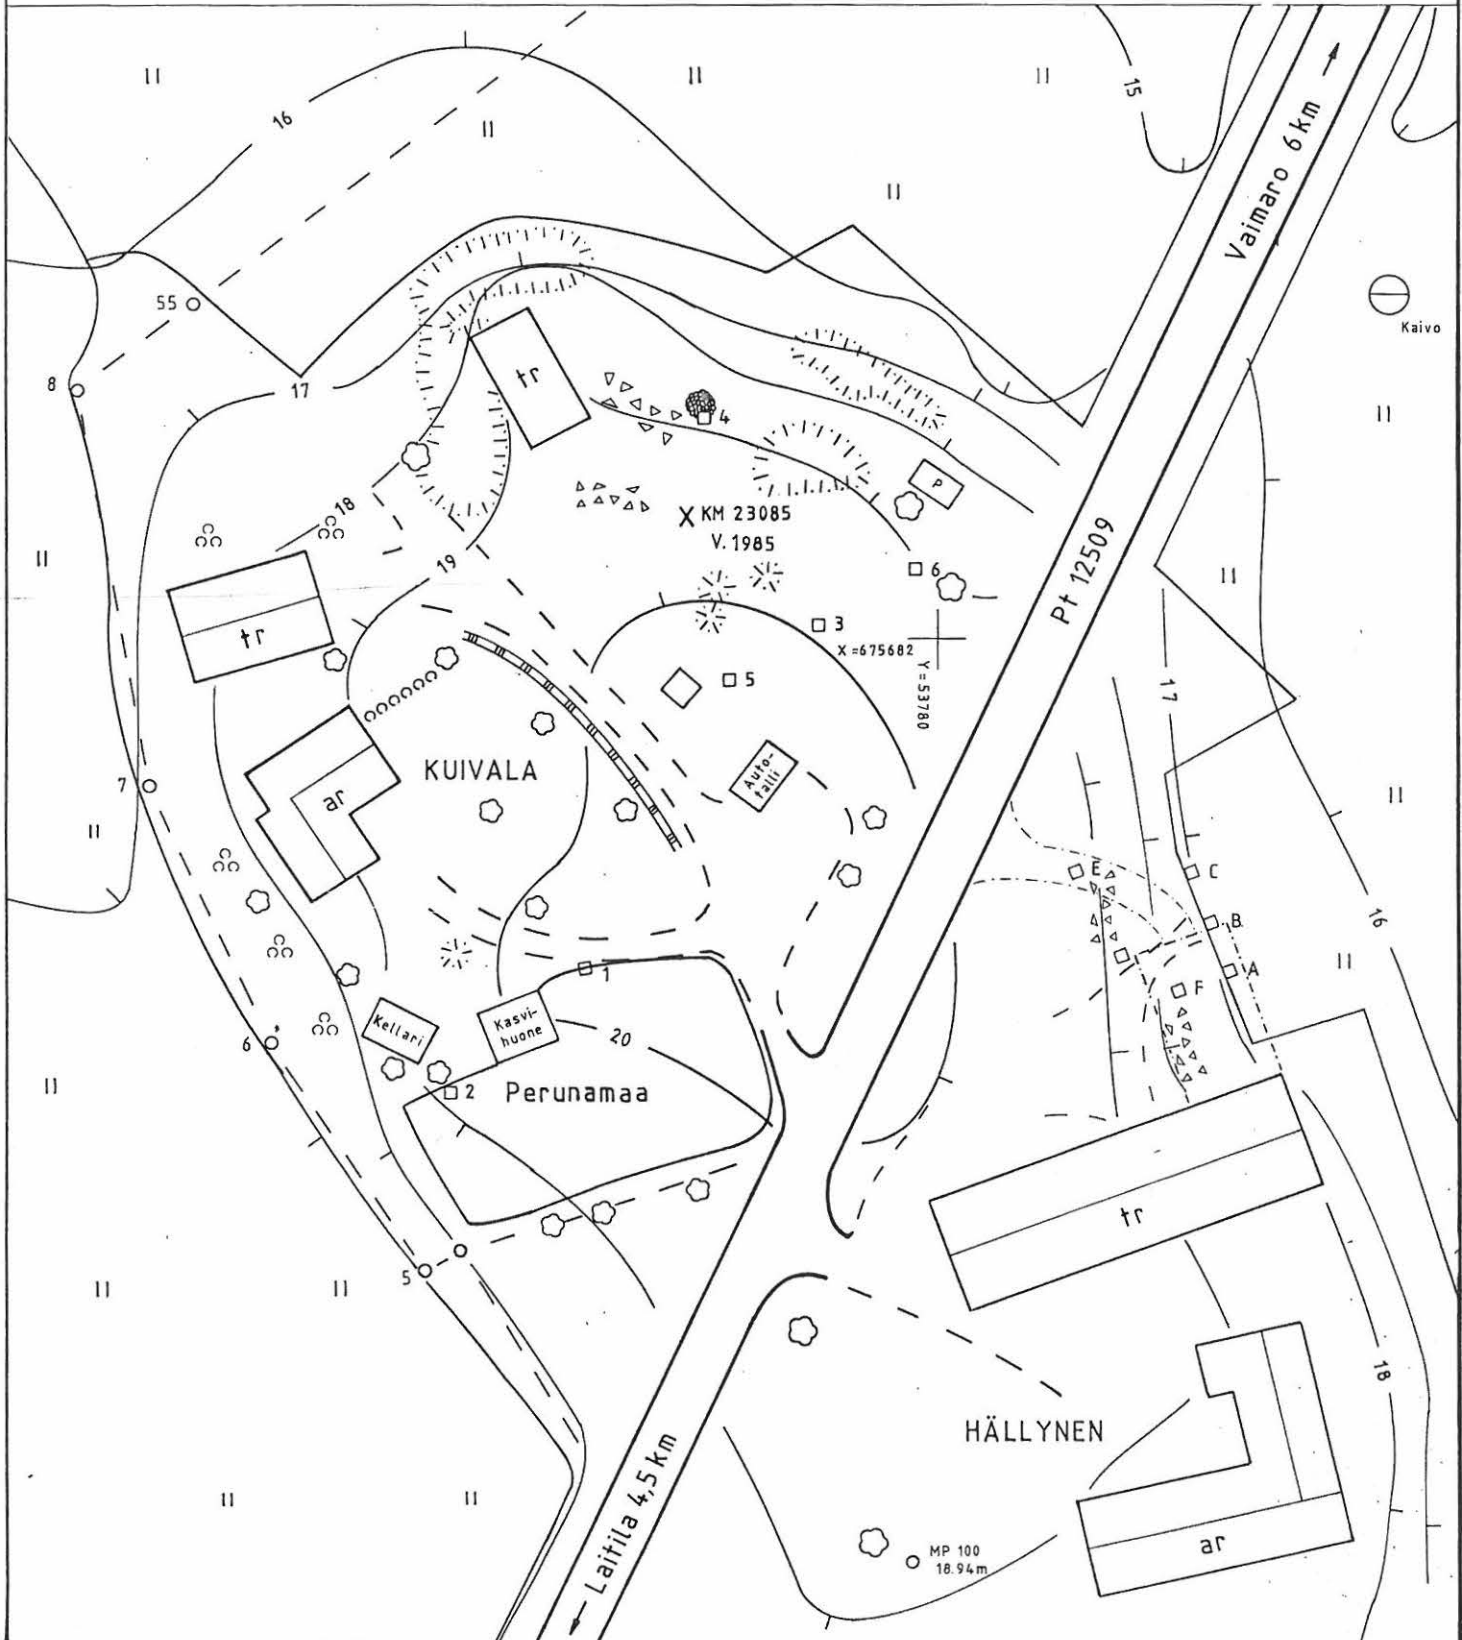 15
16
Vaimaro 6 km
Kaivo
55
8
17
tr
4
18
P
KM 23085
V. 1985
19
6
Pt 12509
tr
3
X =675682
Y = 53780
5
17
KUIVALA
Auto-
talli
7
ar
E
C
16
B
A
1
F
Kellari
Kasvi-
huone
20
6
2
Perunamaa
tr
5
18
HÄLLYNEN
Laitila 4,5 km
MP 100
18.94m
ar